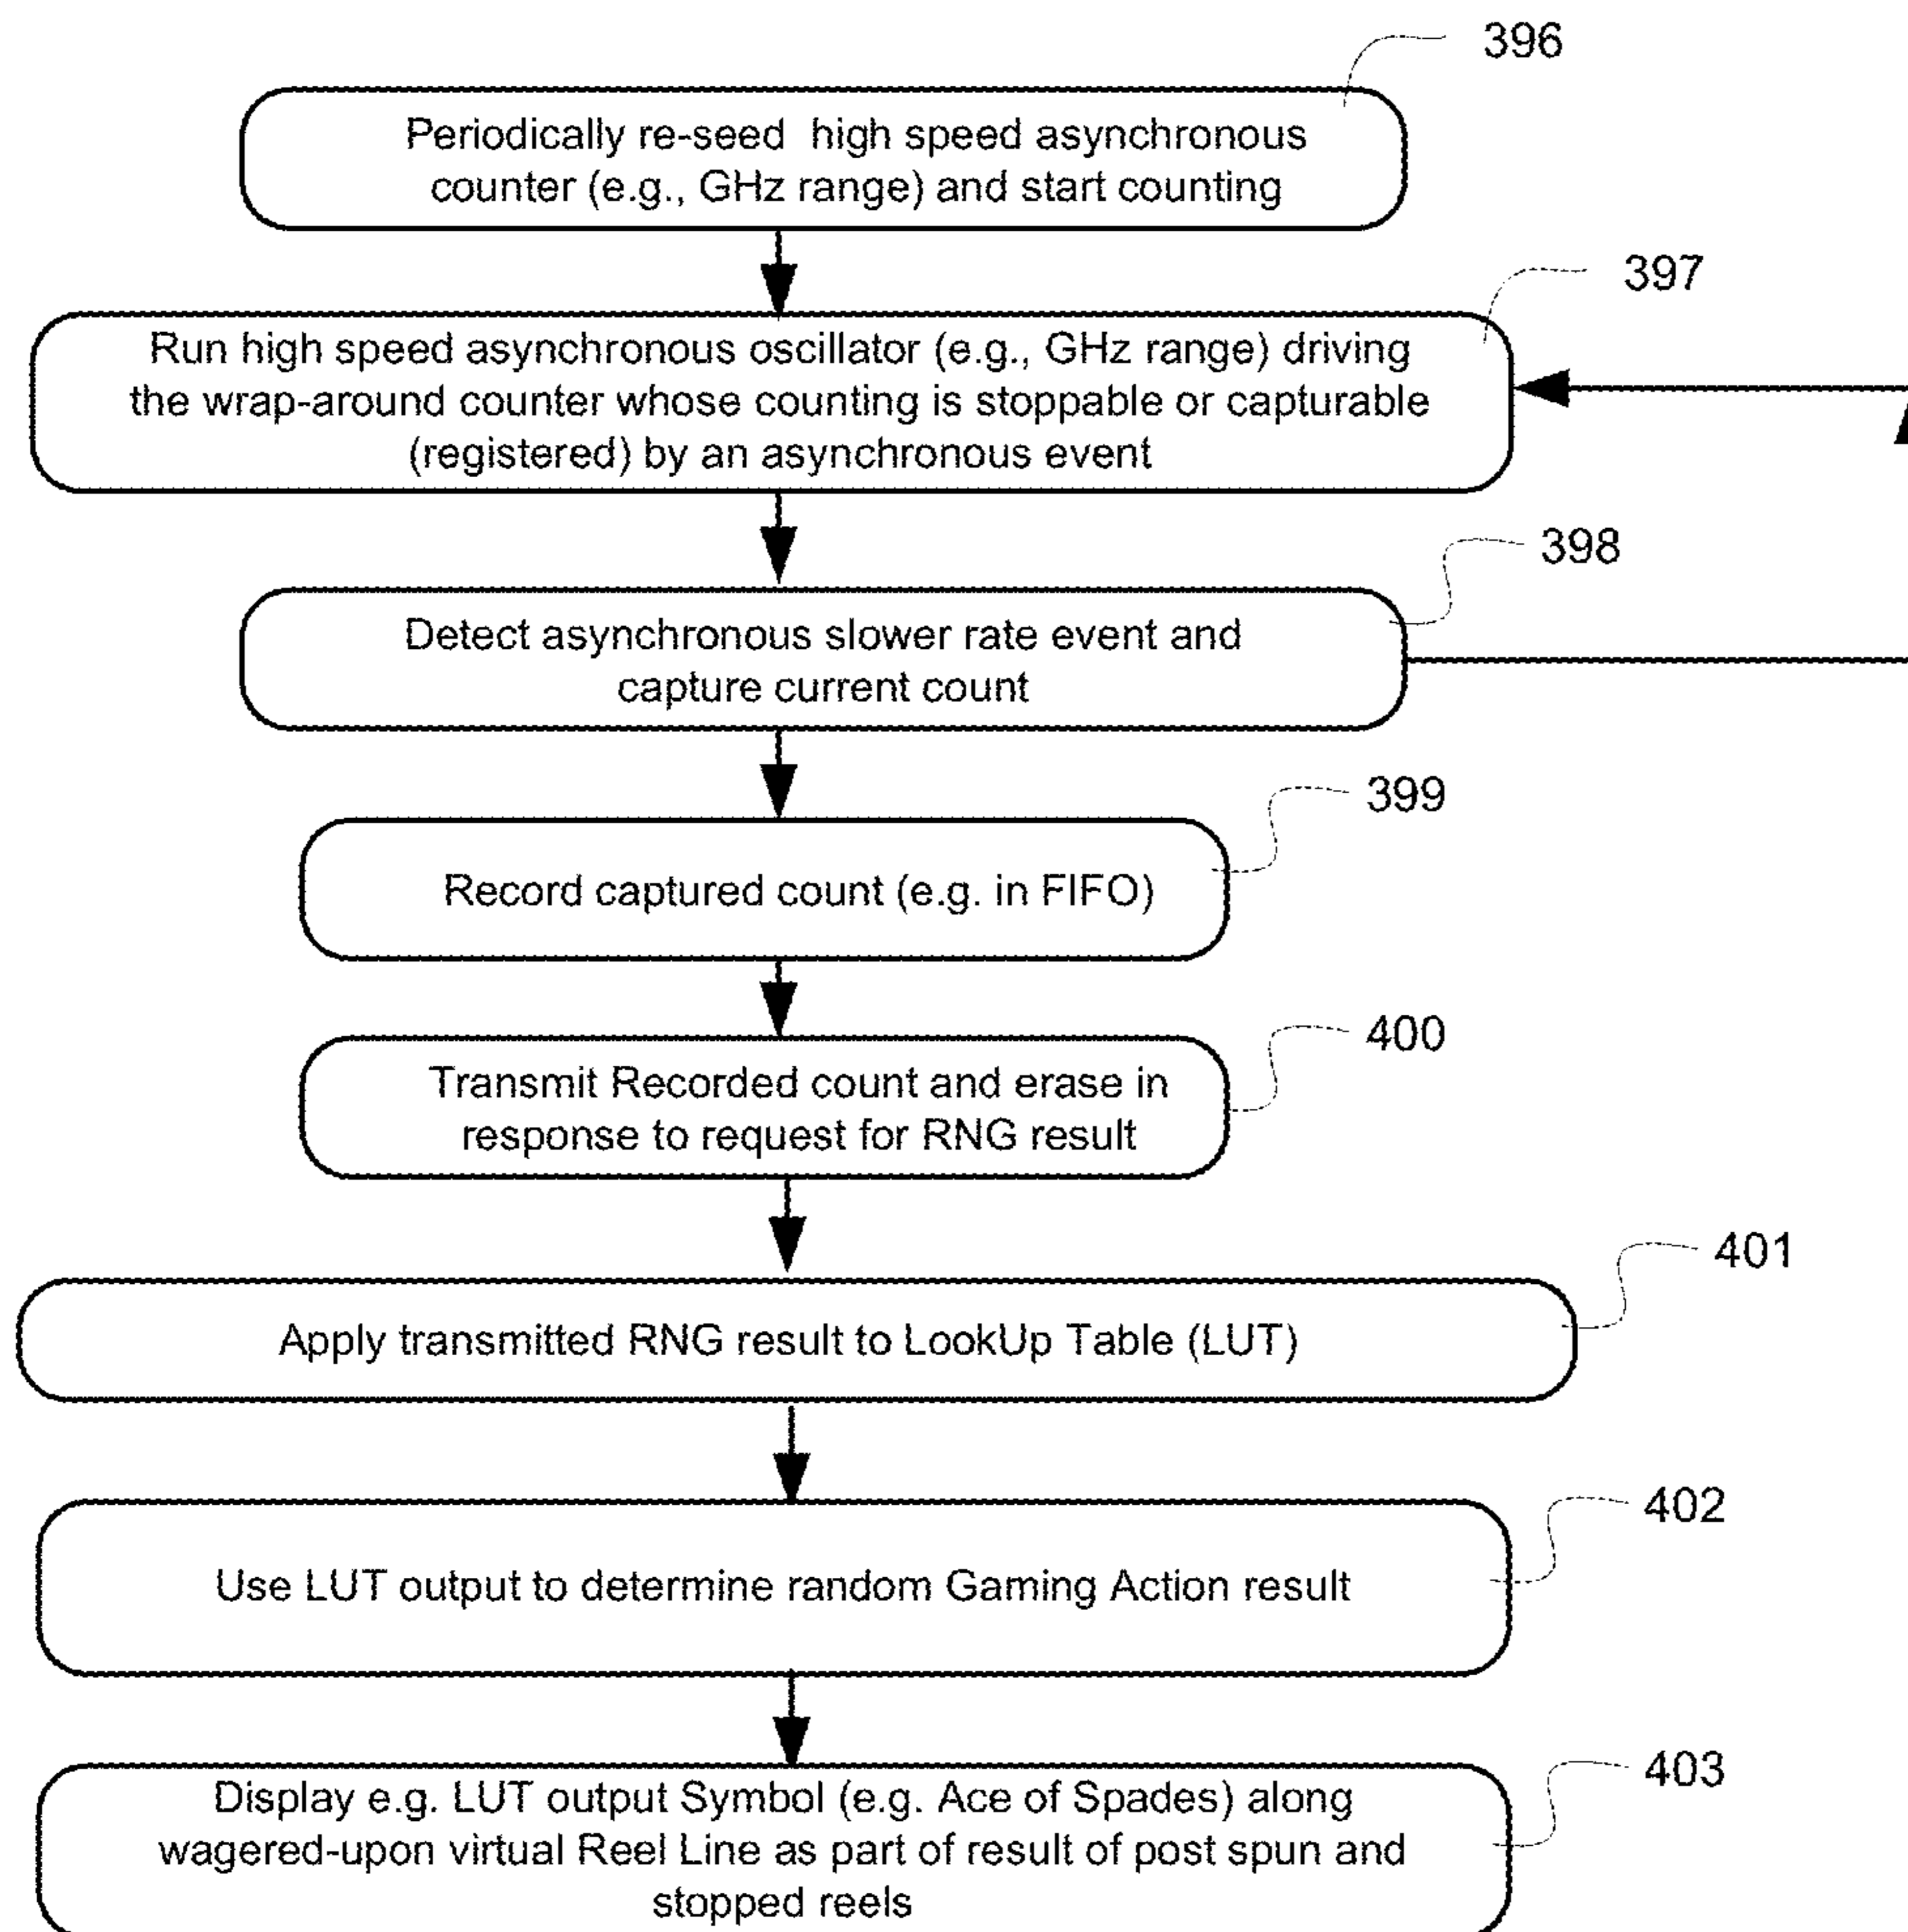 396
Periodically re-seed high speed asynchronous
counter (e.g., GHz range) and start counting
397
Run high speed asynchronous oscillator (e.g., GHz range) driving
the wrap-around counter whose counting is stoppable or capturable
(registered) by an asynchronous event
398
Detect asynchronous slower rate event and
capture current count
399
Record captured count (e.g. in FIFO)
400
Transmit Recorded count and erase in
response to request for RNG result
401
Apply transmitted RNG result to LookUp Table (LUT)
402
Use LUT output to determine random Gaming Action result
403
Display e.g. LUT output Symbol (e.g. Ace of Spades) along
wagered-upon virtual Reel Line as part of result of post spun and
stopped reels